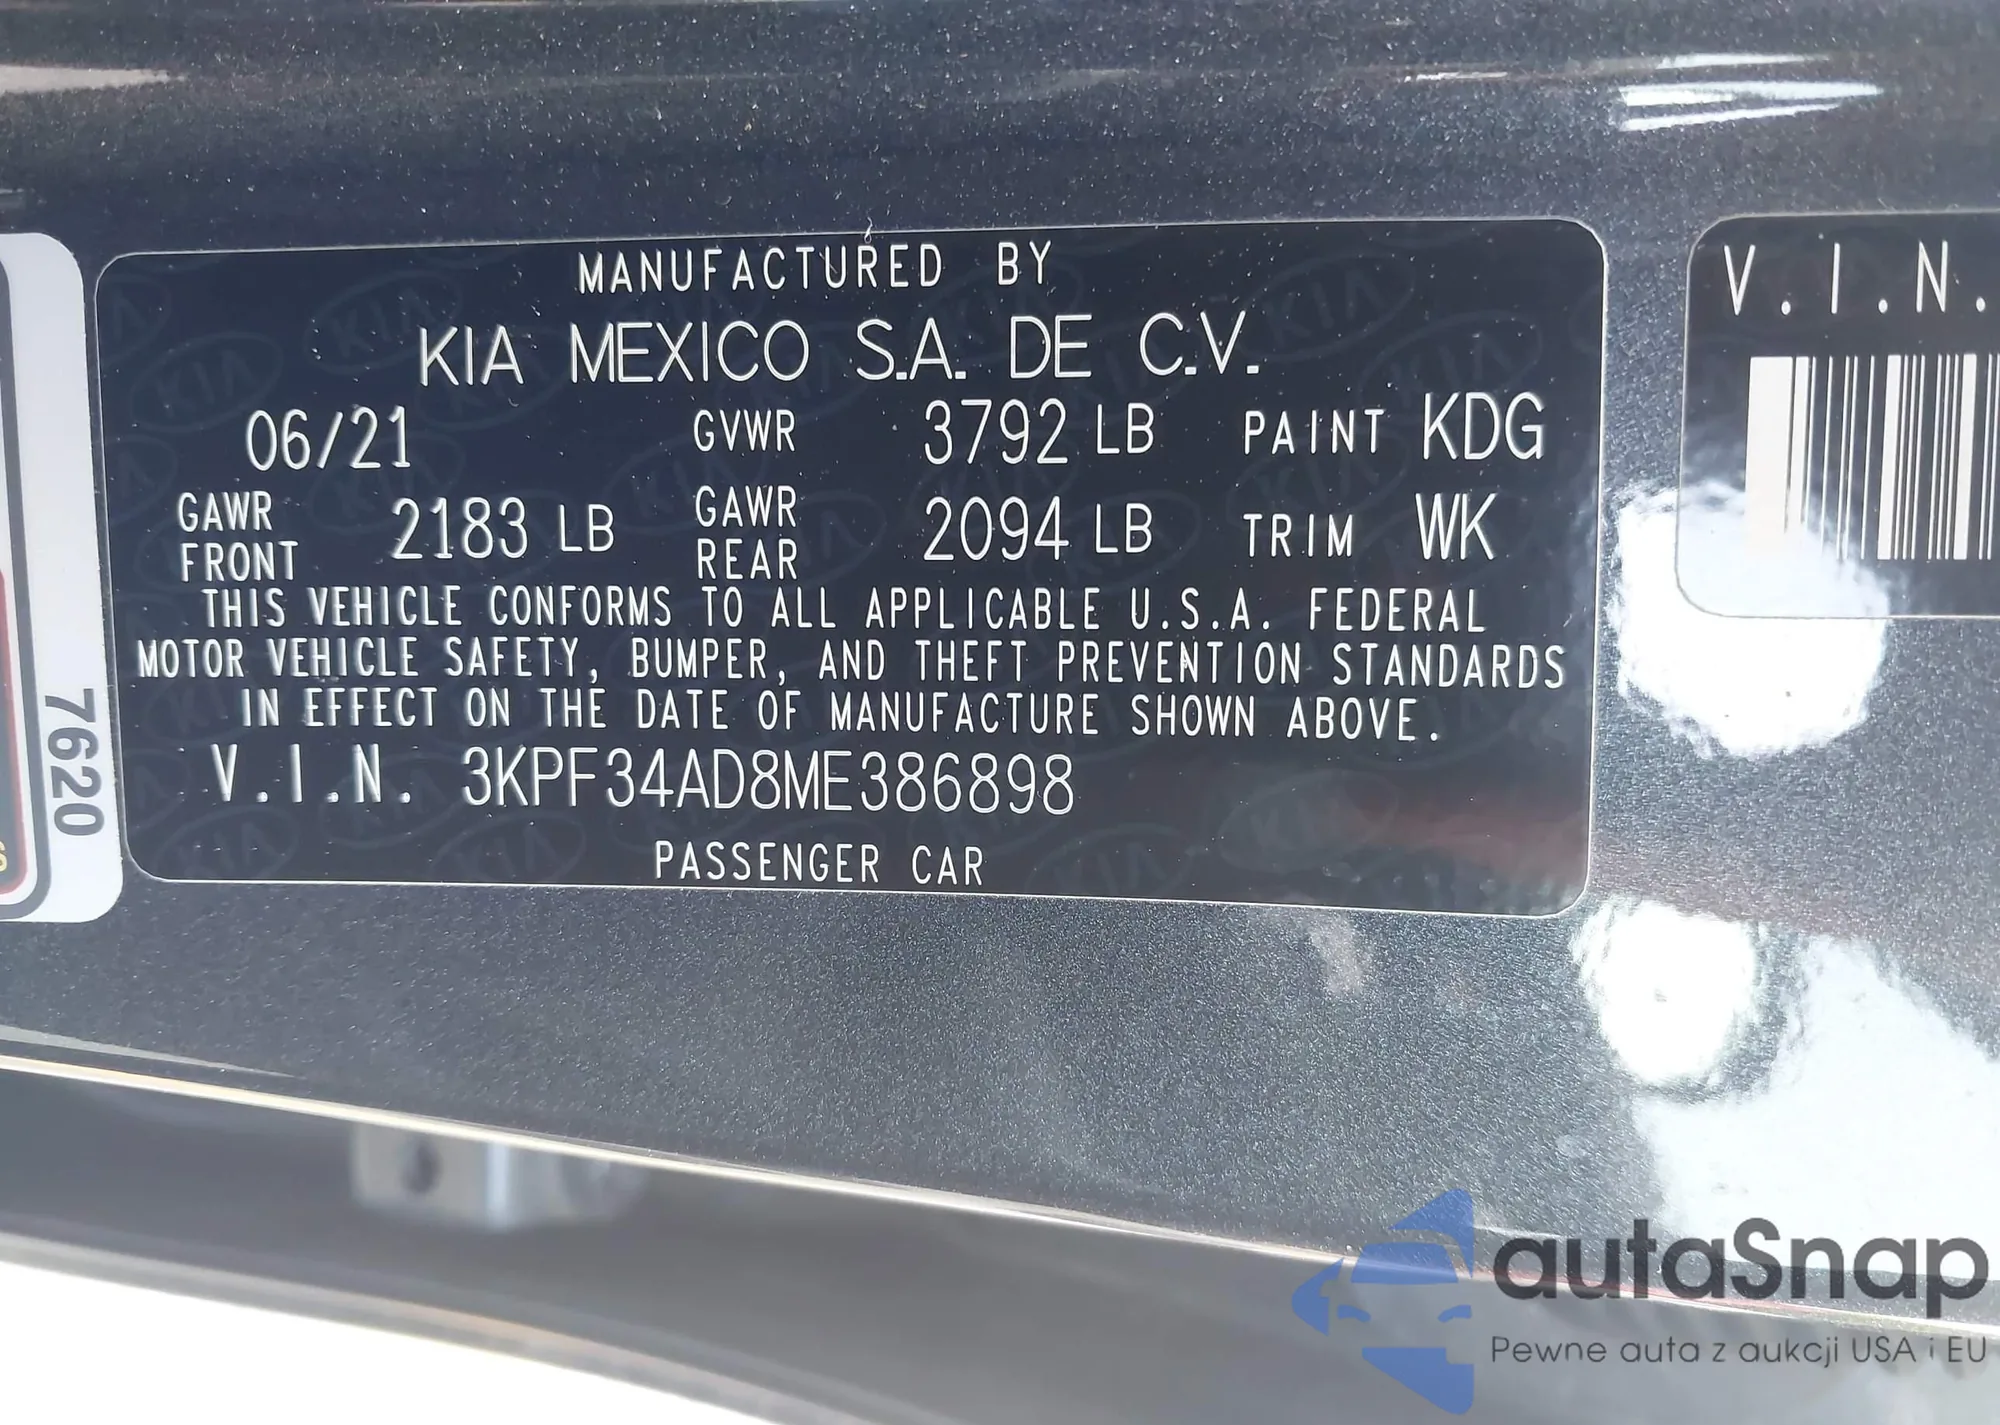 MANUFACTURED BY
KIA MEXICO S.A. DE C.V.
06/21 GVWR 3792 LB PAINT KDG
GAWR FRONT 2183 LB GAWR REAR 2094 LB TRIM WK
THIS VEHICLE CONFORMS TO ALL APPLICABLE U.S.A. FEDERAL
MOTOR VEHICLE SAFETY, BUMPER, AND THEFT PREVENTION STANDARDS
IN EFFECT ON THE DATE OF MANUFACTURE SHOWN ABOVE.
V.I.N. 3KPF34AD8ME386898
PASSENGER CAR
V.I.N.
7620
autaSnap
Pewne auta z aukcji USA i EU